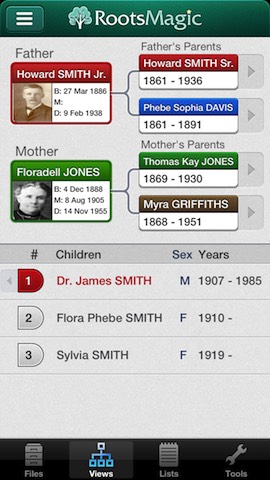 RootsMagic
Father
Father's Parents
Howard SMITH Jr.
B: 27 Mar 1886
M:
D: 9 Feb 1938
Howard SMITH Sr.
1861 - 1936
Phebe Sophia DAVIS
1861 - 1891
Mother
Mother's Parents
Floradell JONES
B: 4 Dec 1888
M: 8 Aug 1905
D: 14 Nov 1955
Thomas Kay JONES
1869 - 1930
Myra GRIFFITHS
1868 - 1951
# Children Sex Years
1 Dr. James SMITH M 1907 - 1985
2 Flora Phebe SMITH F 1910 -
3 Sylvia SMITH F 1919 -
Files Views Lists Tools